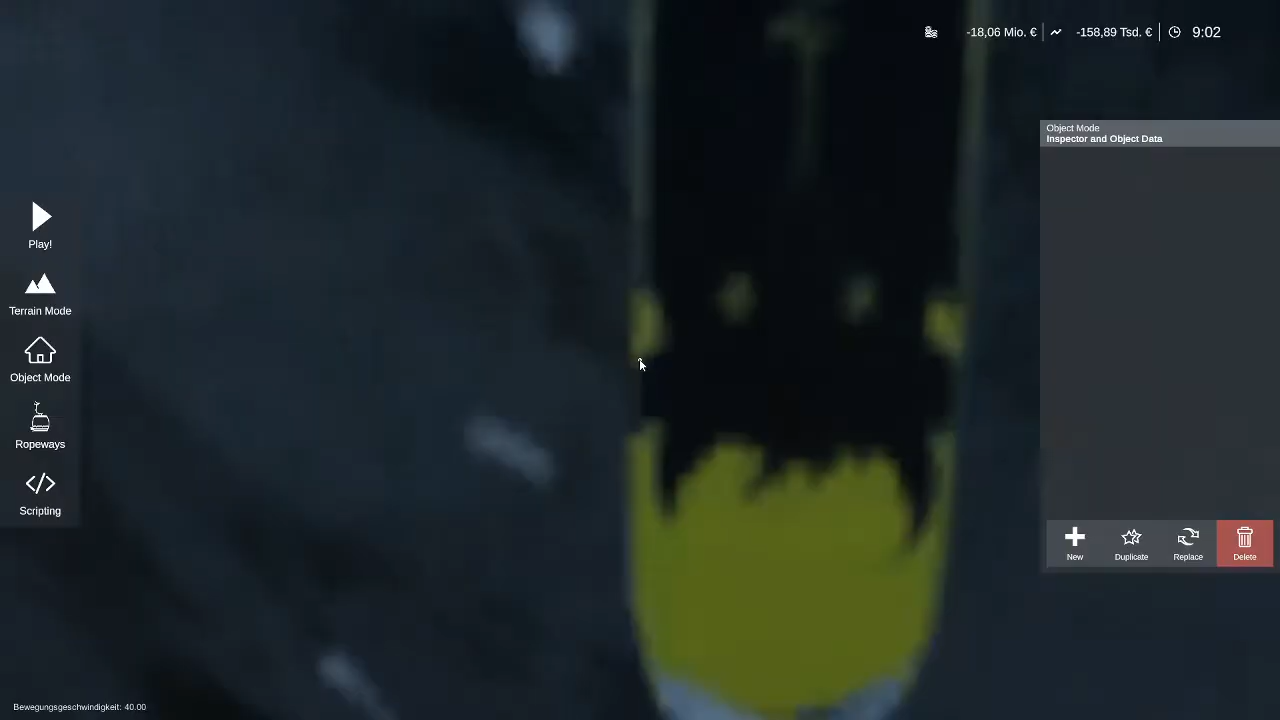 -18,06 Mio. €
-158,89 Tsd. €
9:02
Object Mode
Inspector and Object Data
Play!
Terrain Mode
Object Mode
Ropeways
Scripting
New
Duplicate
Replace
Delete
Bewegungsgeschwindigkeit: 40.00